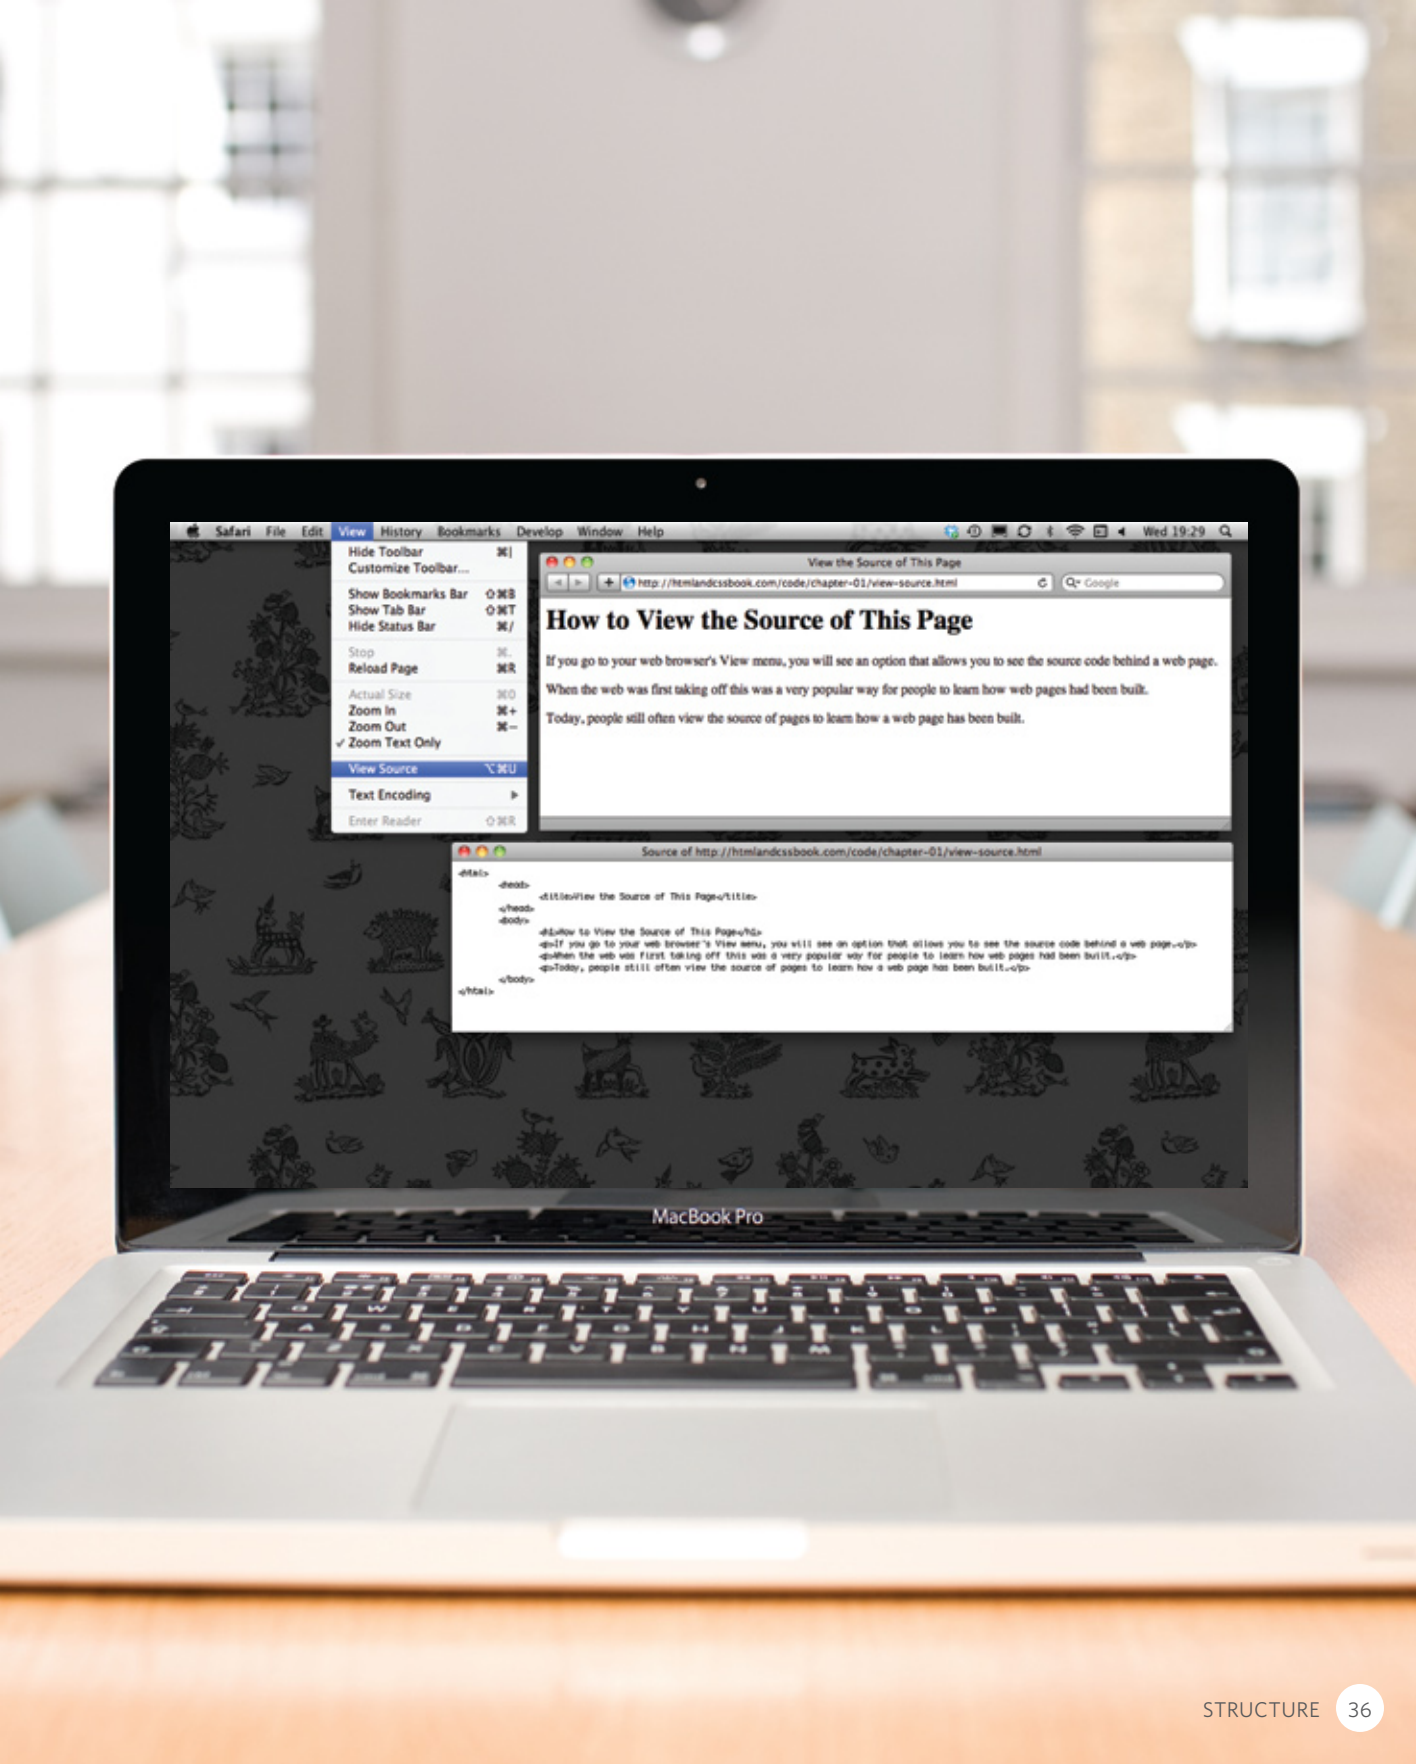 Safari File Edit View History Bookmarks Develop Window Help Wed 19:29
Hide Toolbar ⌘|
Customize Toolbar...
Show Bookmarks Bar ⇧⌘B
Show Tab Bar ⇧⌘T
Hide Status Bar ⌘/
Stop ⌘.
Reload Page ⌘R
Actual Size ⌘0
Zoom In ⌘+
Zoom Out ⌘−
✓ Zoom Text Only
View Source ⌥⌘U
Text Encoding ▶
Enter Reader ⇧⌘R
View the Source of This Page
http://htmlandcssbook.com/code/chapter-01/view-source.html Google
How to View the Source of This Page
If you go to your web browser's View menu, you will see an option that allows you to see the source code behind a web page.
When the web was first taking off this was a very popular way for people to learn how web pages had been built.
Today, people still often view the source of pages to learn how a web page has been built.
Source of http://htmlandcssbook.com/code/chapter-01/view-source.html
<html>
<head>
<title>View the Source of This Page</title>
</head>
<body>
<h1>How to View the Source of This Page</h1>
<p>If you go to your web browser's View menu, you will see an option that allows you to see the source code behind a web page.</p>
<p>When the web was first taking off this was a very popular way for people to learn how web pages had been built.</p>
<p>Today, people still often view the source of pages to learn how a web page has been built.</p>
</body>
</html>
MacBook Pro
Q W E R T Y U I O P
A S D F G H J K L
Z X C V B N M
STRUCTURE 36